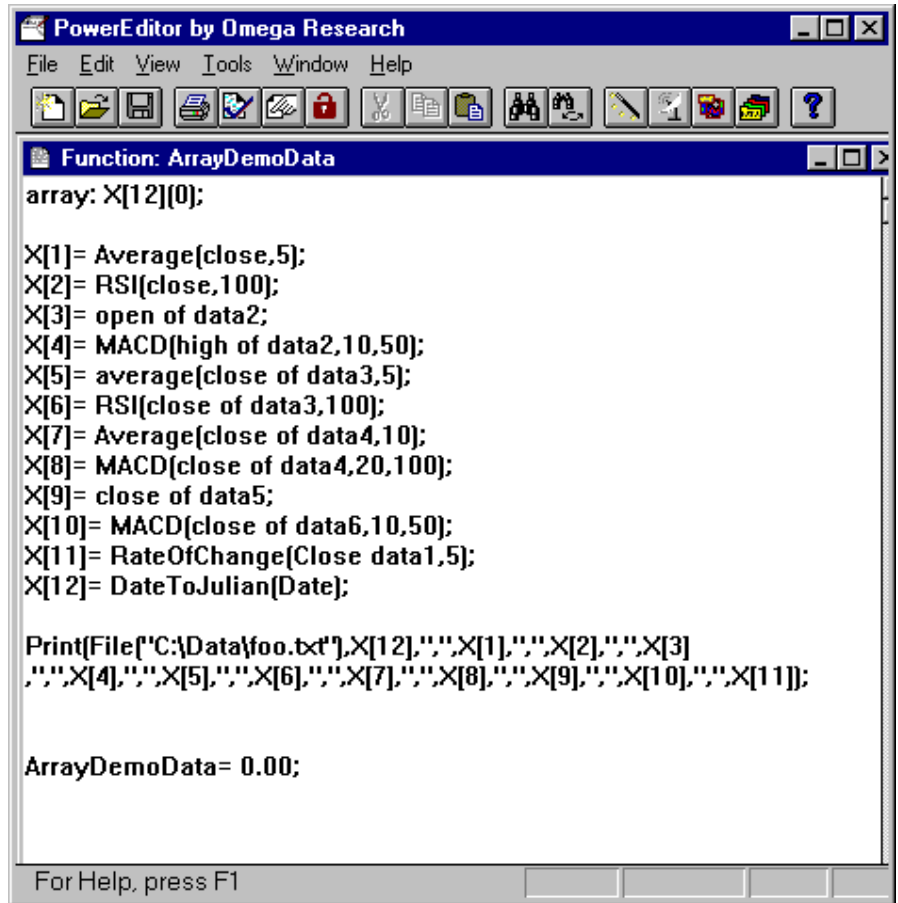 PowerEditor by Omega Research
File Edit View Tools Window Help
Function: ArrayDemoData
array: X[12](0);
X[1]= Average(close,5);
X[2]= RSI(close,100);
X[3]= open of data2;
X[4]= MACD(high of data2,10,50);
X[5]= average(close of data3,5);
X[6]= RSI(close of data3,100);
X[7]= Average(close of data4,10);
X[8]= MACD(close of data4,20,100);
X[9]= close of data5;
X[10]= MACD(close of data6,10,50);
X[11]= RateOfChange(Close data1,5);
X[12]= DateToJulian(Date);
Print(File("C:\Data\foo.txt"),X[12],",",X[1],",",X[2],",",X[3]
,",",X[4],",",X[5],",",X[6],",",X[7],",",X[8],",",X[9],",",X[10],",",X[11]);
ArrayDemoData= 0.00;
For Help, press F1